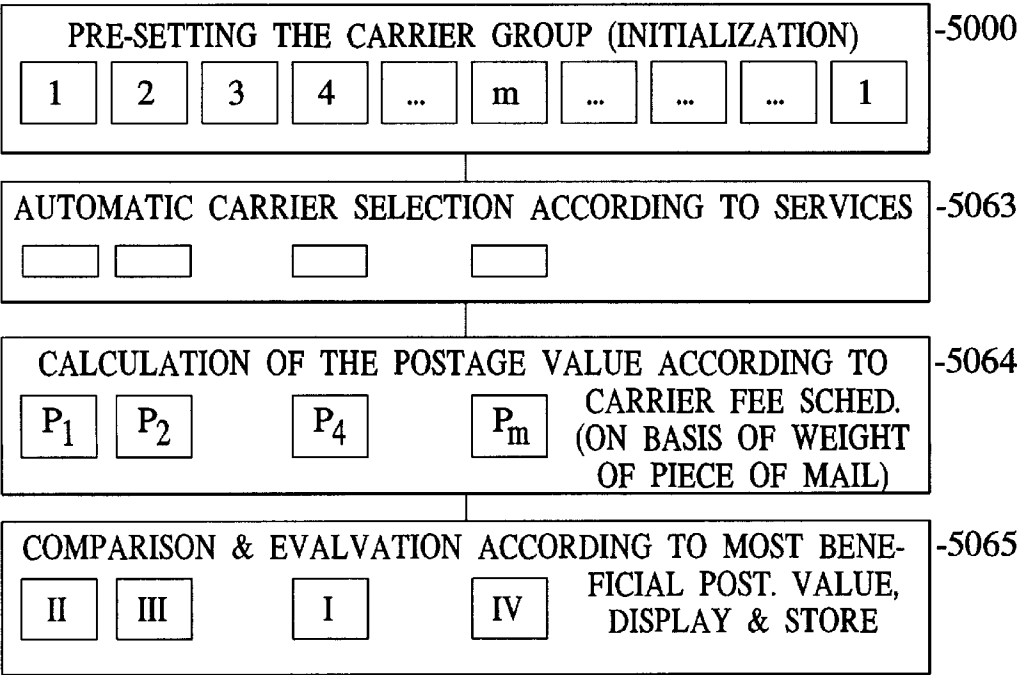 PRE-SETTING THE CARRIER GROUP (INITIALIZATION) -5000
1 2 3 4 ... m ... ... ... 1
AUTOMATIC CARRIER SELECTION ACCORDING TO SERVICES -5063
CALCULATION OF THE POSTAGE VALUE ACCORDING TO -5064
CARRIER FEE SCHED.
P1 P2 P4 Pm (ON BASIS OF WEIGHT
OF PIECE OF MAIL)
COMPARISON & EVALVATION ACCORDING TO MOST BENE- -5065
FICIAL POST. VALUE,
II III I IV DISPLAY & STORE